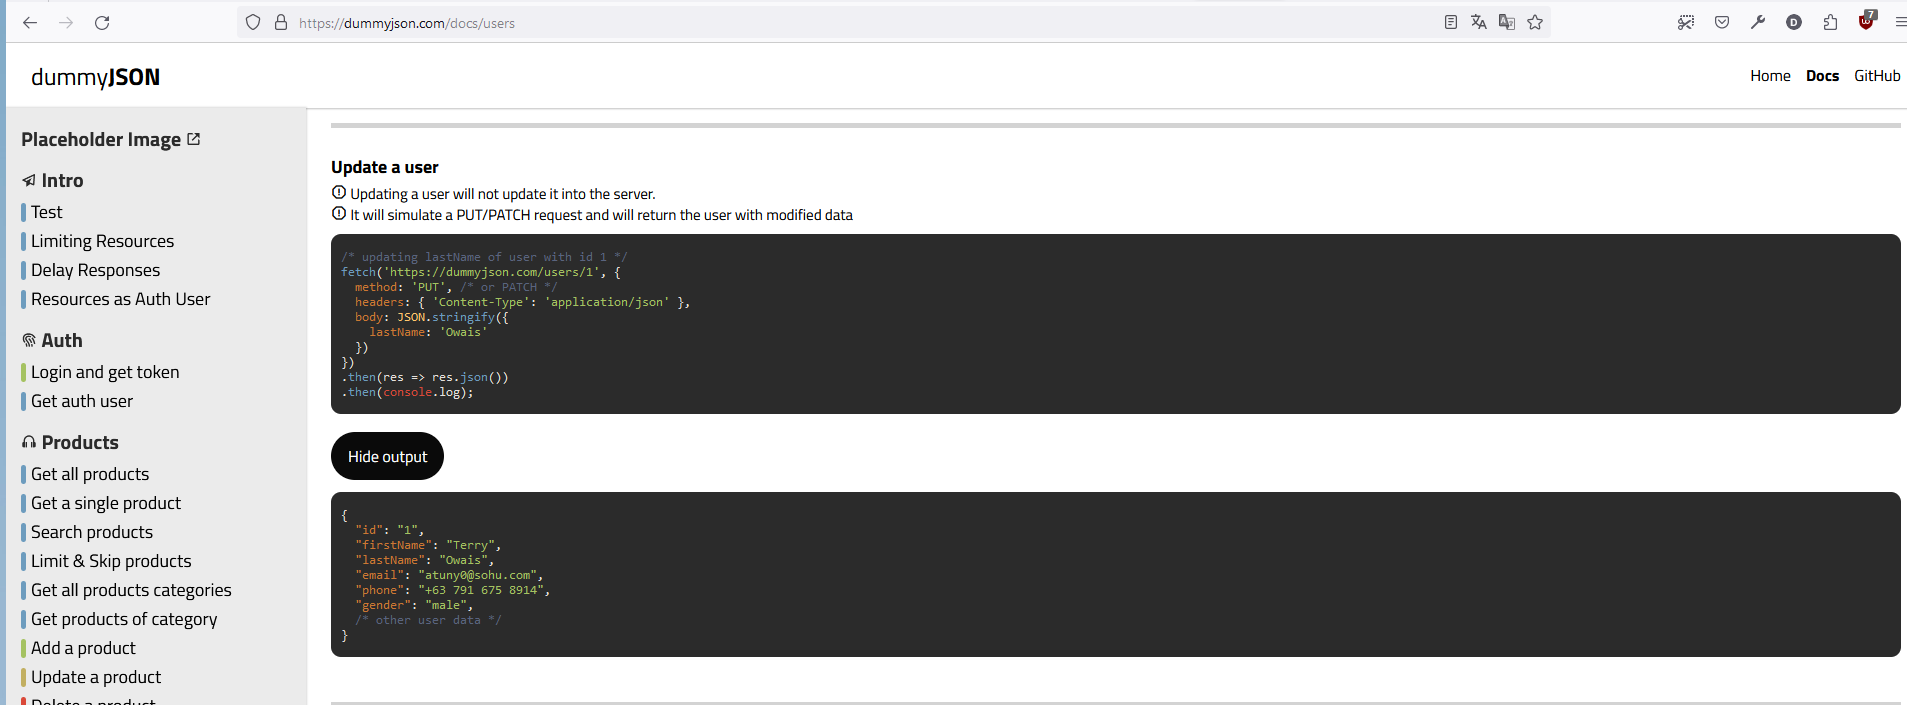 https://dummyjson.com/docs/users
7
dummyJSON
Home Docs GitHub
Placeholder Image
Intro
Test
Limiting Resources
Delay Responses
Resources as Auth User
Auth
Login and get token
Get auth user
Products
Get all products
Get a single product
Search products
Limit & Skip products
Get all products categories
Get products of category
Add a product
Update a product
Delete a product
Update a user
Updating a user will not update it into the server.
It will simulate a PUT/PATCH request and will return the user with modified data
/* updating lastName of user with id 1 */
fetch('https://dummyjson.com/users/1', {
  method: 'PUT', /* or PATCH */
  headers: { 'Content-Type': 'application/json' },
  body: JSON.stringify({
    lastName: 'Owais'
  })
})
.then(res => res.json())
.then(console.log);
Hide output
{
  "id": "1",
  "firstName": "Terry",
  "lastName": "Owais",
  "email": "atuny0@sohu.com",
  "phone": "+63 791 675 8914",
  "gender": "male",
  /* other user data */
}